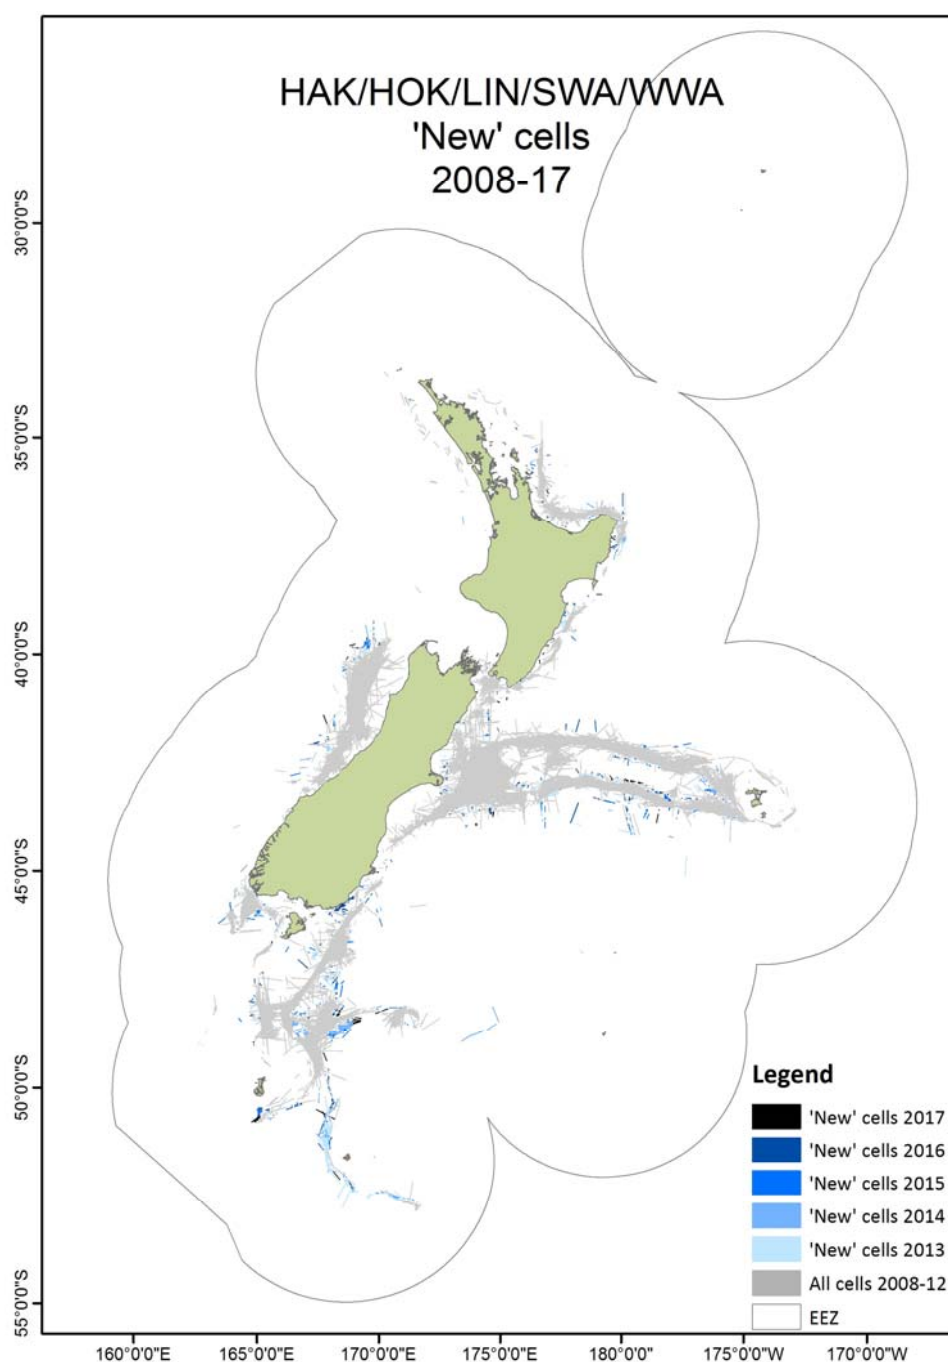 HAK/HOK/LIN/SWA/WWA
'New' cells
2008-17
30°0'0"S
35°0'0"S
40°0'0"S
45°0'0"S
50°0'0"S
55°0'0"S
Legend
'New' cells 2017
'New' cells 2016
'New' cells 2015
'New' cells 2014
'New' cells 2013
All cells 2008-12
EEZ
160°0'0"E
165°0'0"E
170°0'0"E
175°0'0"E
180°0'0"
175°0'0"W
170°0'0"W